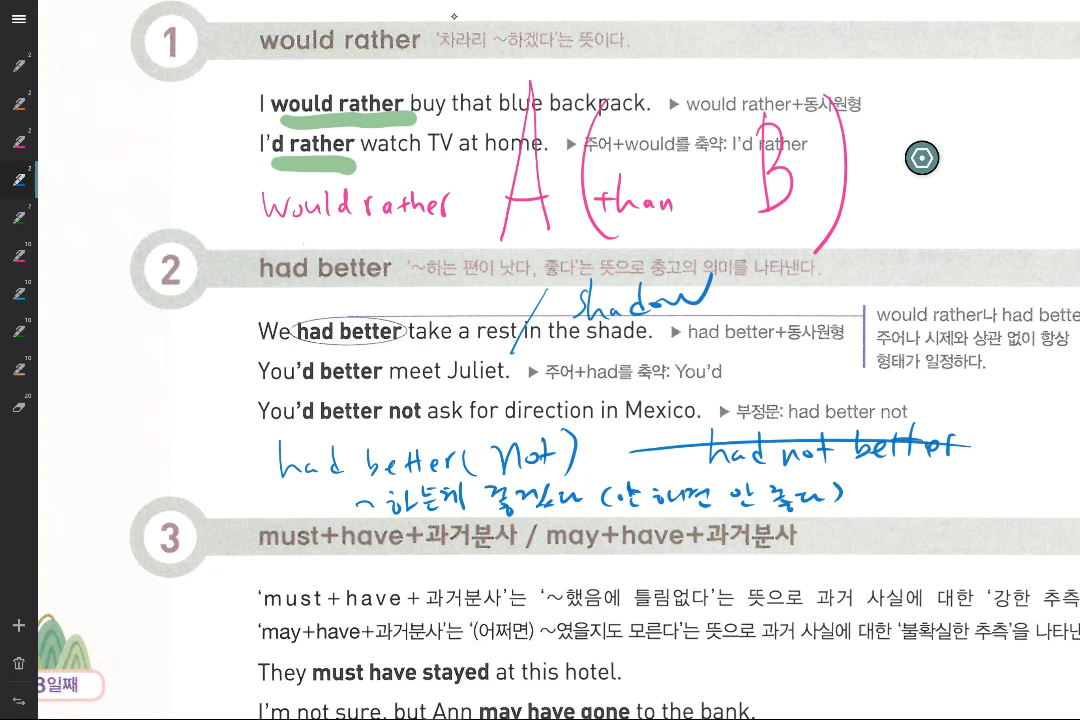 1 would rather '차라리 ~하겠다'는 뜻이다.
I would rather buy that blue backpack. ▶ would rather+동사원형
I'd rather watch TV at home. ▶ 주어+would를 축약: I'd rather
would rather A (than B)
2 had better '~하는 편이 낫다, 좋다'는 뜻으로 충고의 의미를 나타낸다.
/ shadow
We had better take a rest in the shade. ▶ had better+동사원형
would rather나 had bette
주어나 시제와 상관 없이 항상
형태가 일정하다.
You'd better meet Juliet. ▶ 주어+had를 축약: You'd
You'd better not ask for direction in Mexico. ▶ 부정문: had better not
had better (not) had not better
~하는게 좋겠다 (안 하면 안 좋다)
3 must+have+과거분사 / may+have+과거분사
'must+have+과거분사'는 '~했음에 틀림없다'는 뜻으로 과거 사실에 대한 '강한 추측
'may+have+과거분사'는 '(어쩌면) ~였을지도 모른다'는 뜻으로 과거 사실에 대한 '불확실한 추측'을 나타낸
They must have stayed at this hotel.
I'm not sure, but Ann may have gone to the bank.
3일째
2
2
2
2
2
10
10
10
10
20